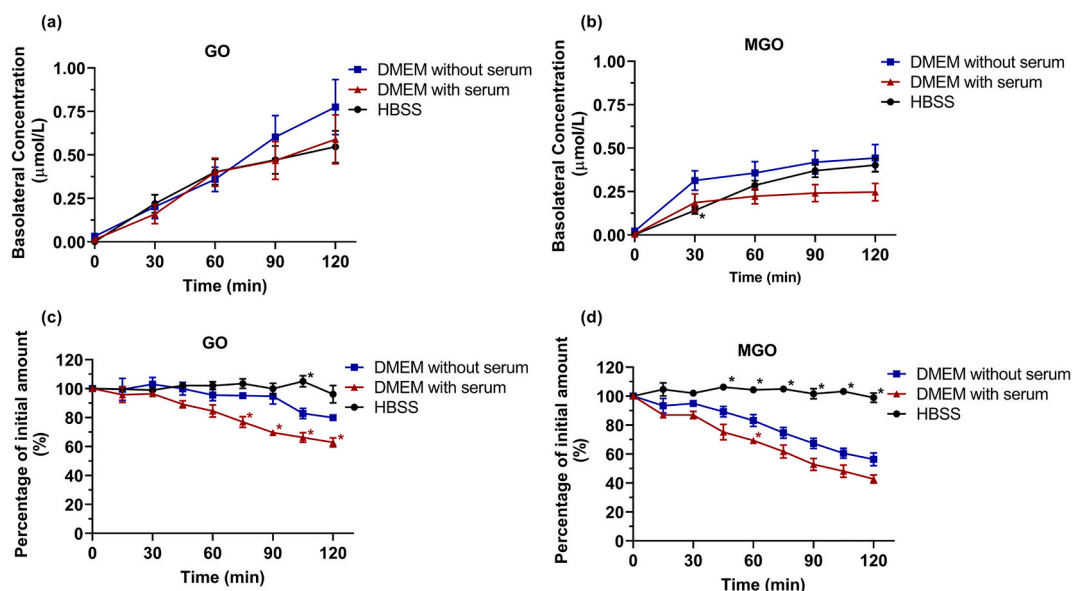 (a)
GO
Basolateral Concentration
(μmol/L)
1.00
0.75
0.50
0.25
0.00
0 30 60 90 120
Time (min)
DMEM without serum
DMEM with serum
HBSS
(b)
MGO
Basolateral Concentration
(μmol/L)
1.00
0.75
0.50
0.25
0.00
*
0 30 60 90 120
Time (min)
DMEM without serum
DMEM with serum
HBSS
(c)
GO
Percentage of initial amount
(%)
120
100
80
60
40
20
0
*
* * * *
0 30 60 90 120
Time (min)
DMEM without serum
DMEM with serum
HBSS
(d)
MGO
Percentage of initial amount
(%)
120
100
80
60
40
20
0
* * * * * *
*
0 30 60 90 120
Time (min)
DMEM without serum
DMEM with serum
HBSS